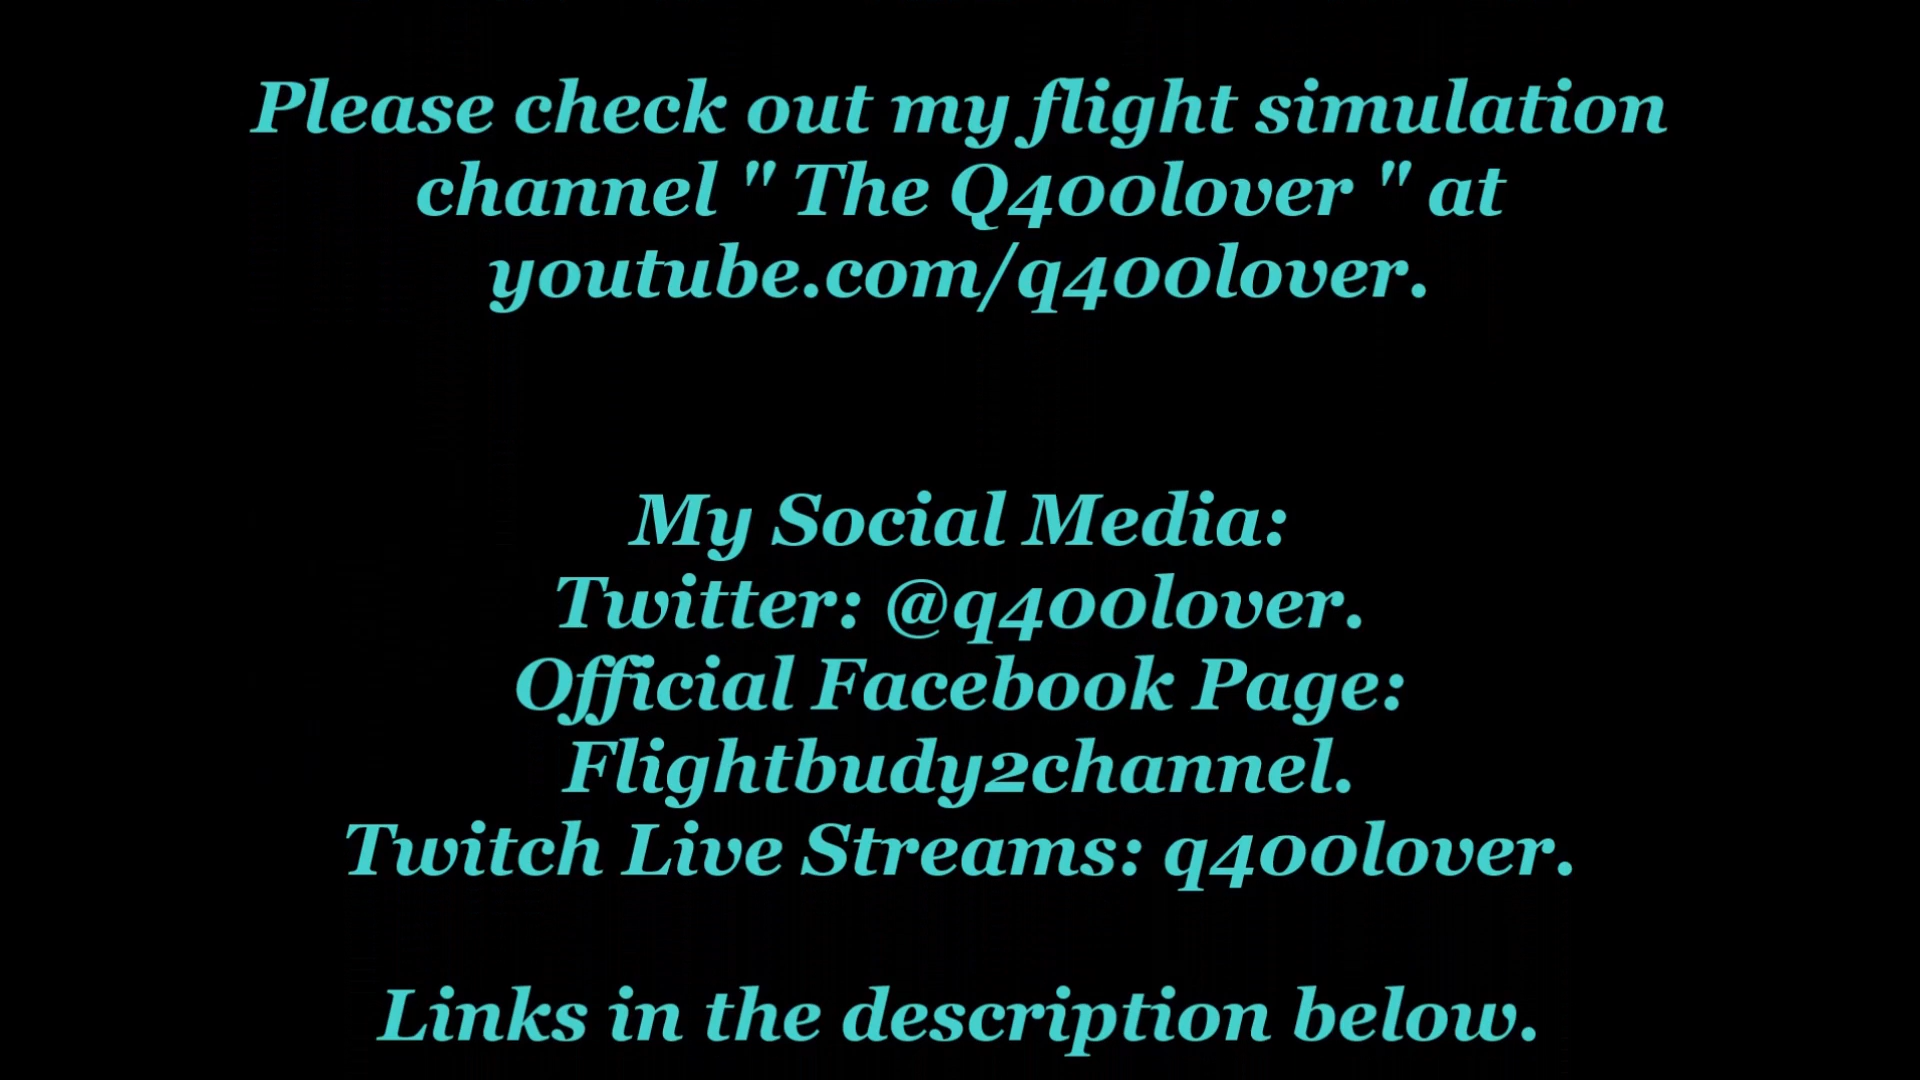 Please check out my flight simulation
channel " The Q400lover " at
youtube.com/q400lover.
My Social Media:
Twitter: @q400lover.
Official Facebook Page:
Flightbudy2channel.
Twitch Live Streams: q400lover.
Links in the description below.